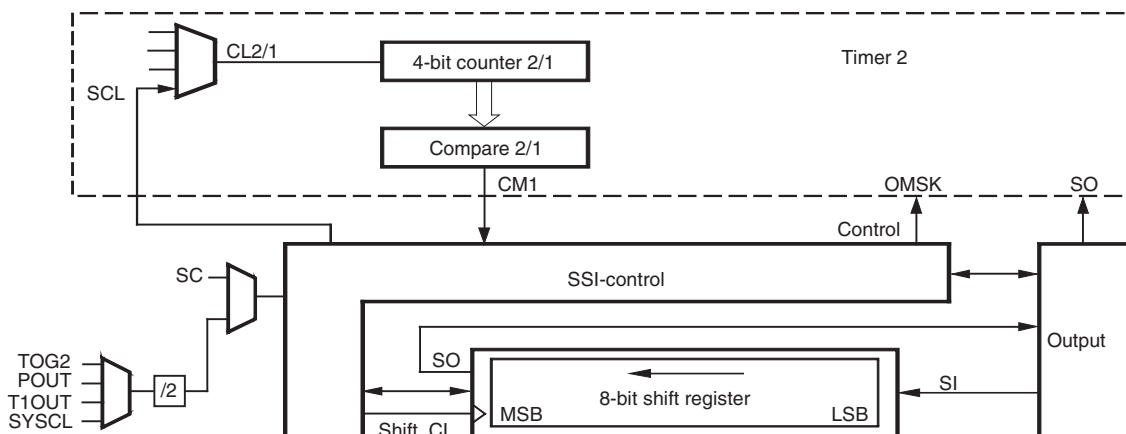 CL2/1
4-bit counter 2/1
Timer 2
SCL
Compare 2/1
CM1
OMSK
SO
Control
SC
SSI-control
Output
TOG2
POUT
T1OUT
SYSCL
/2
SO
SI
8-bit shift register
MSB
LSB
Shift_CL